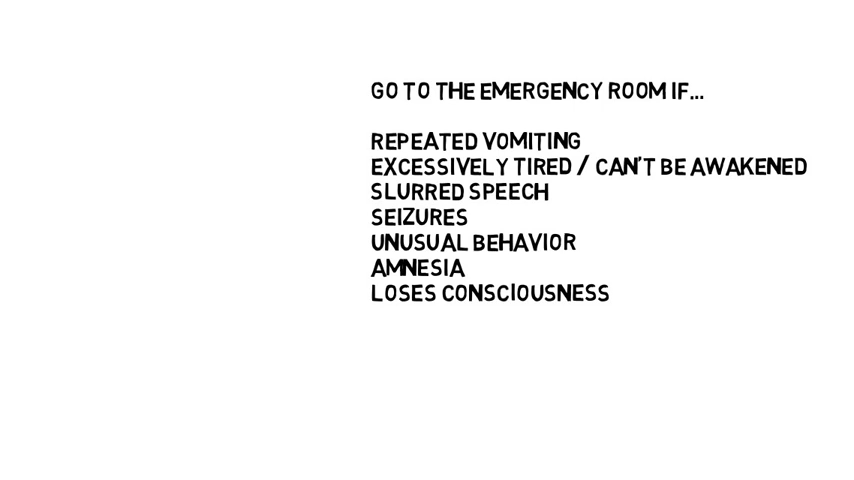 GO TO THE EMERGENCY ROOM IF...
REPEATED VOMITING
EXCESSIVELY TIRED / CAN'T BE AWAKENED
SLURRED SPEECH
SEIZURES
UNUSUAL BEHAVIOR
AMNESIA
LOSES CONSCIOUSNESS